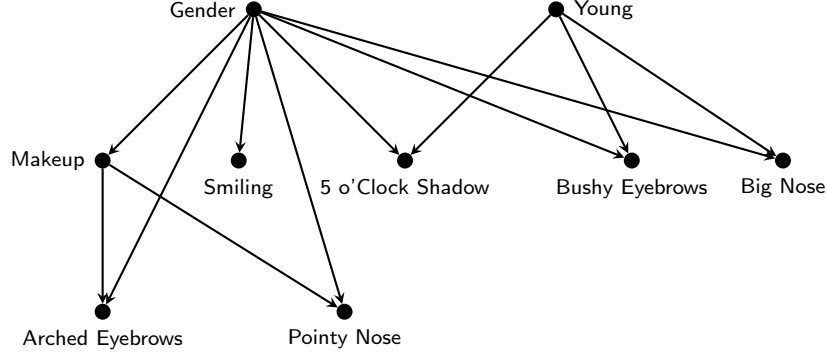 Gender
Young
Makeup
Smiling
5 o'Clock Shadow
Bushy Eyebrows
Big Nose
Arched Eyebrows
Pointy Nose